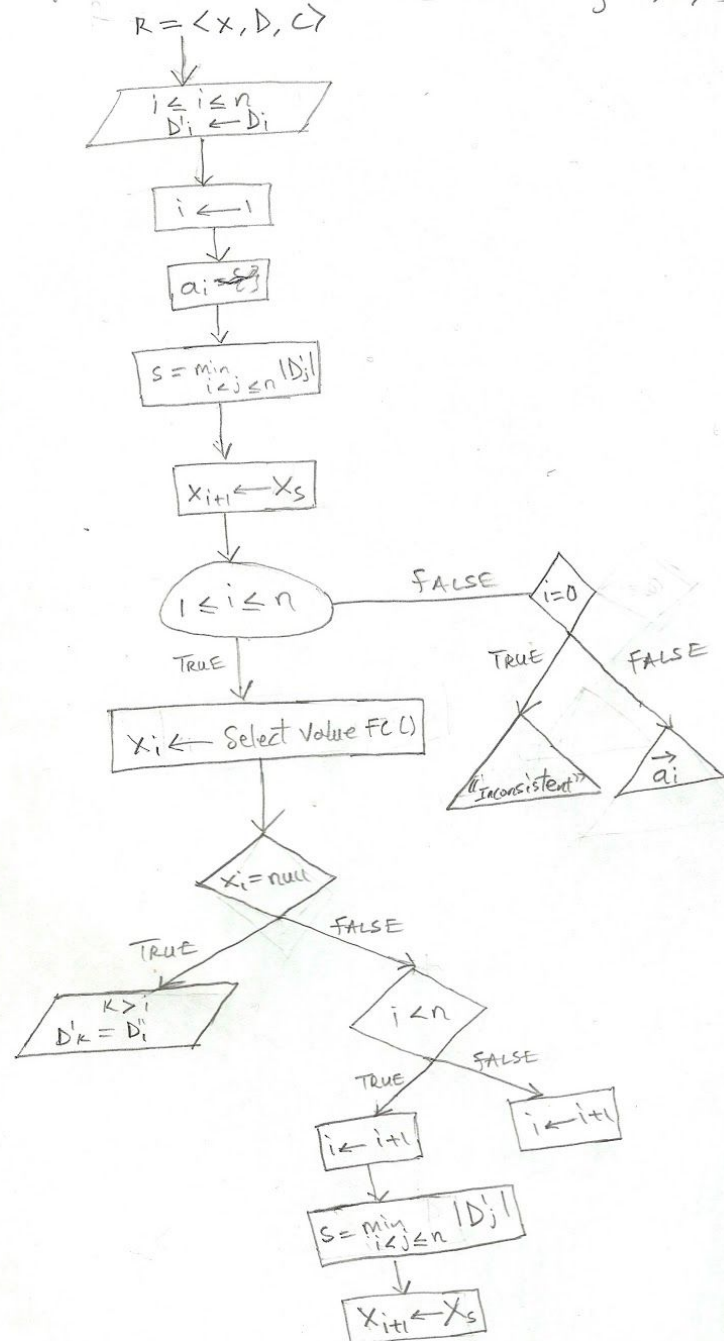 R = <X, D, C>
i ≤ i ≤ n
D'i ← Di
i ← 1
ai =
s = min |D'j|
i<j≤n
Xi+1 ← Xs
1 ≤ i ≤ n
FALSE
i=0
TRUE
TRUE
FALSE
xi ← Select Value FC()
"Inconsistent"
ai
xi = null
TRUE
FALSE
K > i
D'K = D'i
i < n
TRUE
FALSE
i ← i+1
i ← i+1
S = min |D'j|
i<j≤n
Xi+1 ← Xs